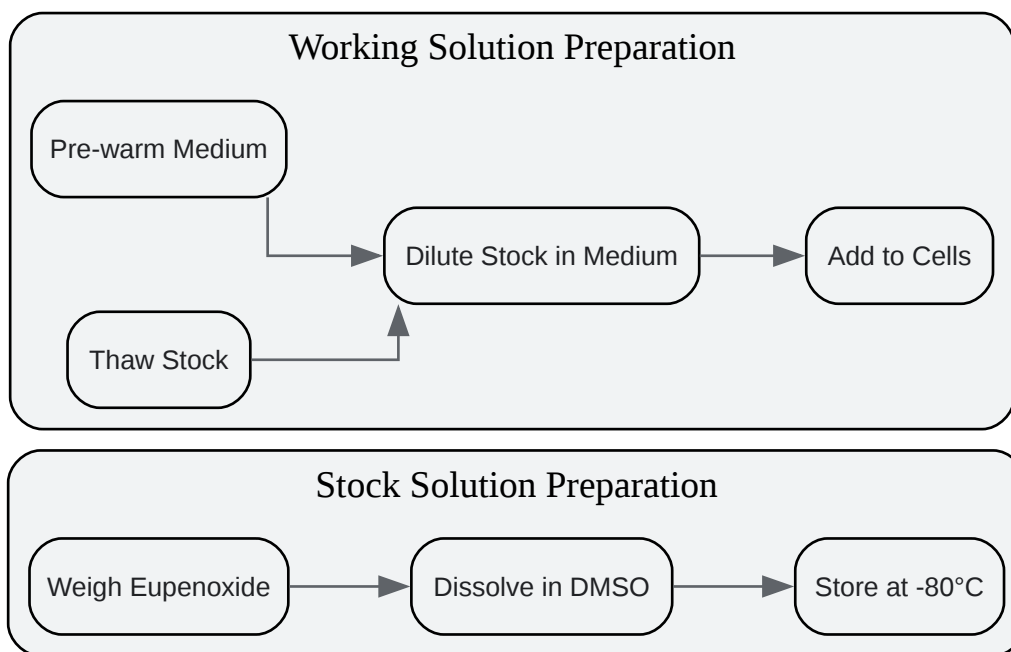 Working Solution Preparation
Pre-warm Medium
Dilute Stock in Medium
Add to Cells
Thaw Stock
Stock Solution Preparation
Weigh Eupenoxide
Dissolve in DMSO
Store at -80°C